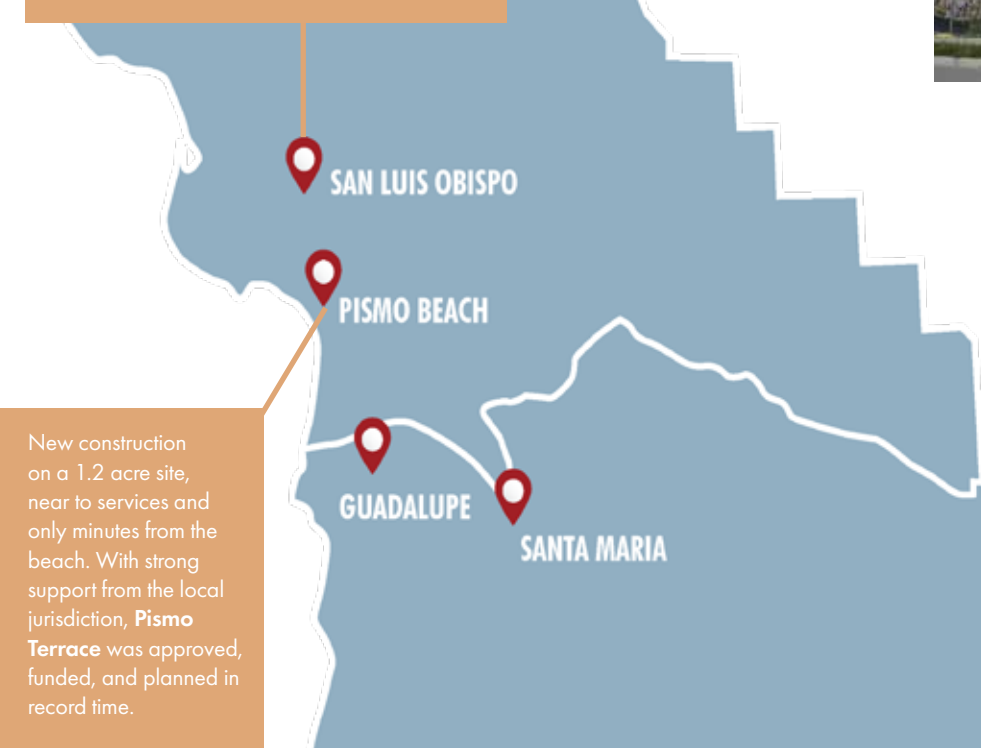 SAN LUIS OBISPO
PISMO BEACH
GUADALUPE
SANTA MARIA
New construction
on a 1.2 acre site,
near to services and
only minutes from the
beach. With strong
support from the local
jurisdiction, Pismo
Terrace was approved,
funded, and planned in
record time.